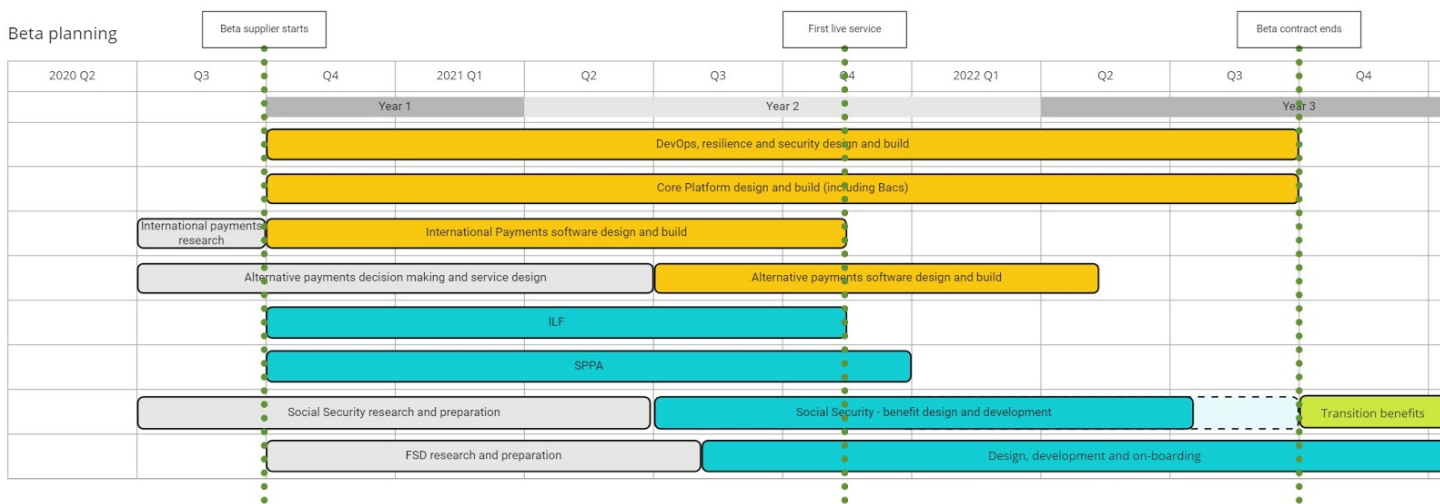 Beta planning
Beta supplier starts
First live service
Beta contract ends
2020 Q2
Q3
Q4
2021 Q1
Q2
Q3
Q4
2022 Q1
Q2
Q3
Q4
Year 1
Year 2
Year 3
DevOps, resilience and security design and build
Core Platform design and build (including Bacs)
International payments
research
International Payments software design and build
Alternative payments decision making and service design
Alternative payments software design and build
ILF
SPPA
Social Security research and preparation
Social Security - benefit design and development
Transition benefits
FSD research and preparation
Design, development and on-boarding